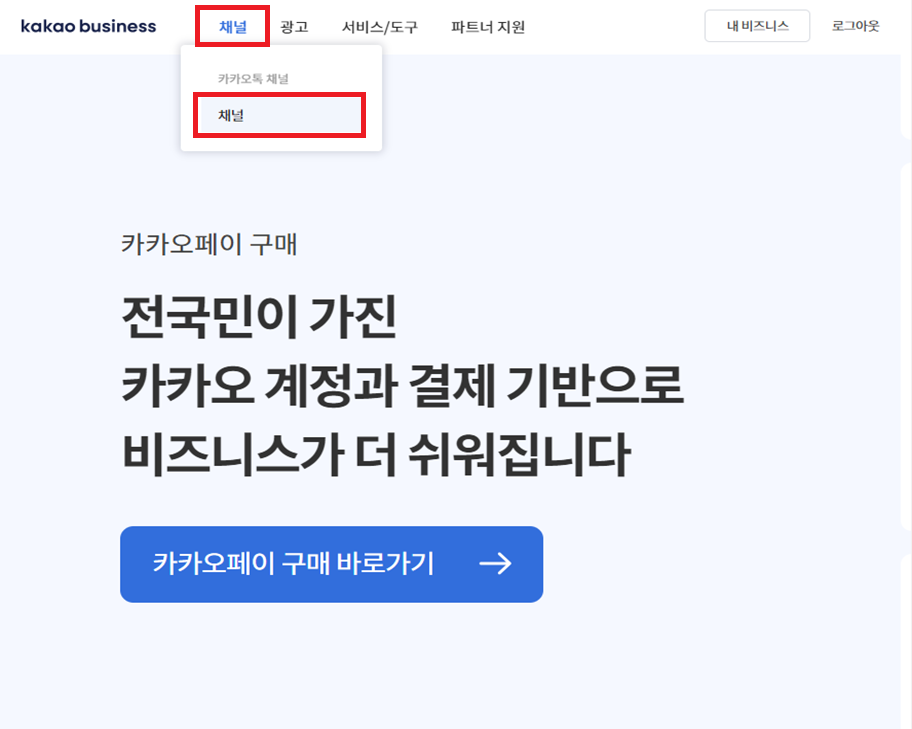 kakao business
채널
광고
서비스/도구
파트너 지원
내 비즈니스
로그아웃
카카오톡 채널
채널
카카오페이 구매
전국민이 가진
카카오 계정과 결제 기반으로
비즈니스가 더 쉬워집니다
카카오페이 구매 바로가기